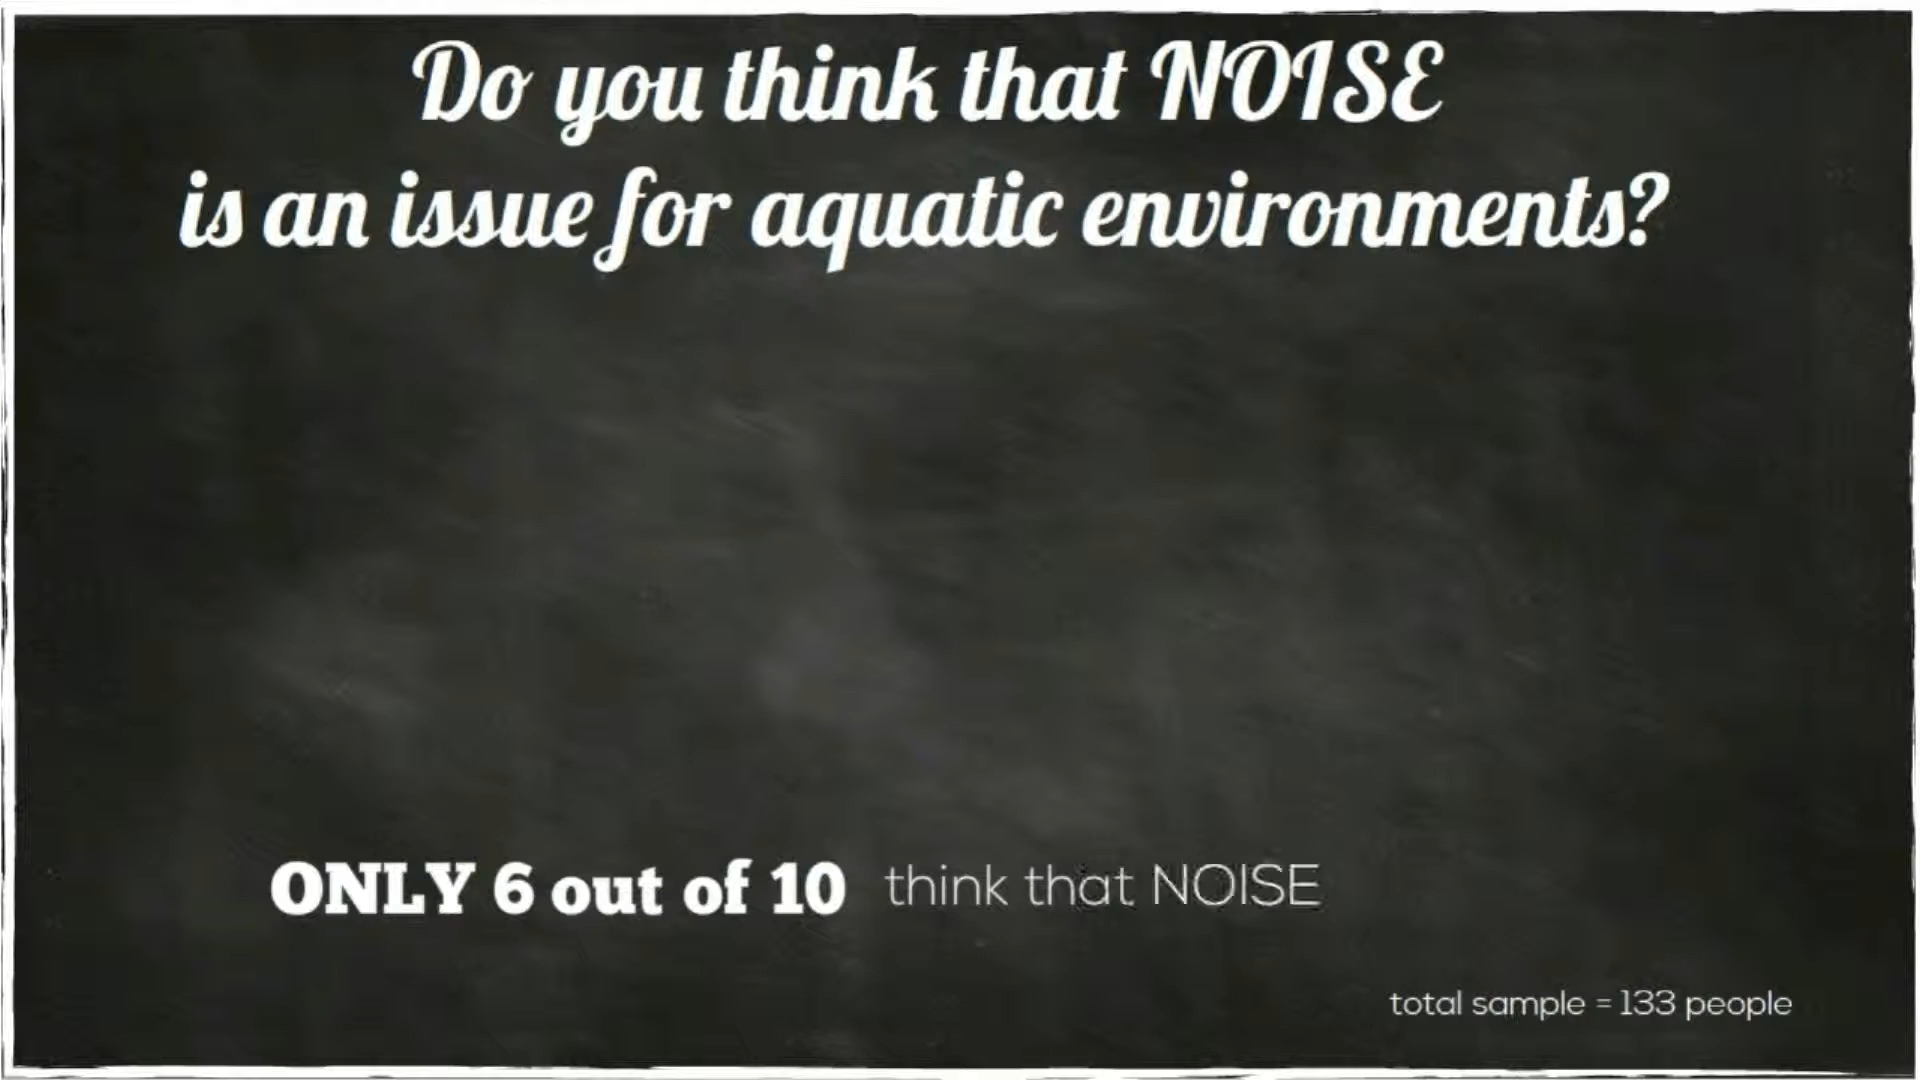 Do you think that NOISE
is an issue for aquatic environments?
ONLY 6 out of 10 think that NOISE
total sample = 133 people